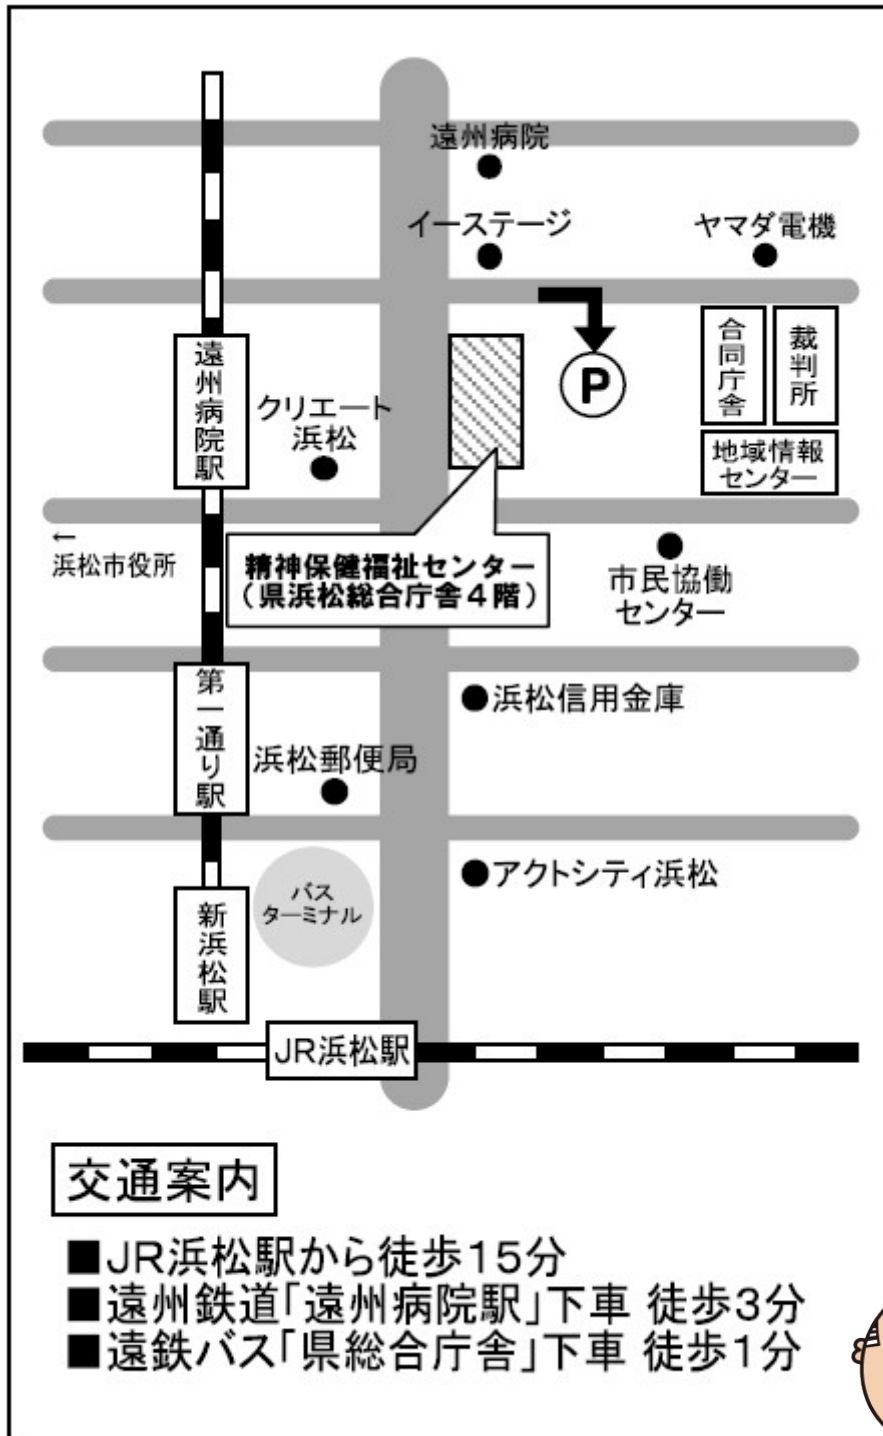 遠州病院
イーステージ
ヤマダ電機
合同庁舎
裁判所
遠州病院駅
クリエート
浜松
P
地域情報
センター
←
浜松市役所
精神保健福祉センター
（県浜松総合庁舎４階）
市民協働
センター
第一通り駅
浜松信用金庫
浜松郵便局
バス
ターミナル
アクトシティ浜松
新浜松駅
JR浜松駅
交通案内
■JR浜松駅から徒歩15分
■遠州鉄道「遠州病院駅」下車 徒歩3分
■遠鉄バス「県総合庁舎」下車 徒歩1分